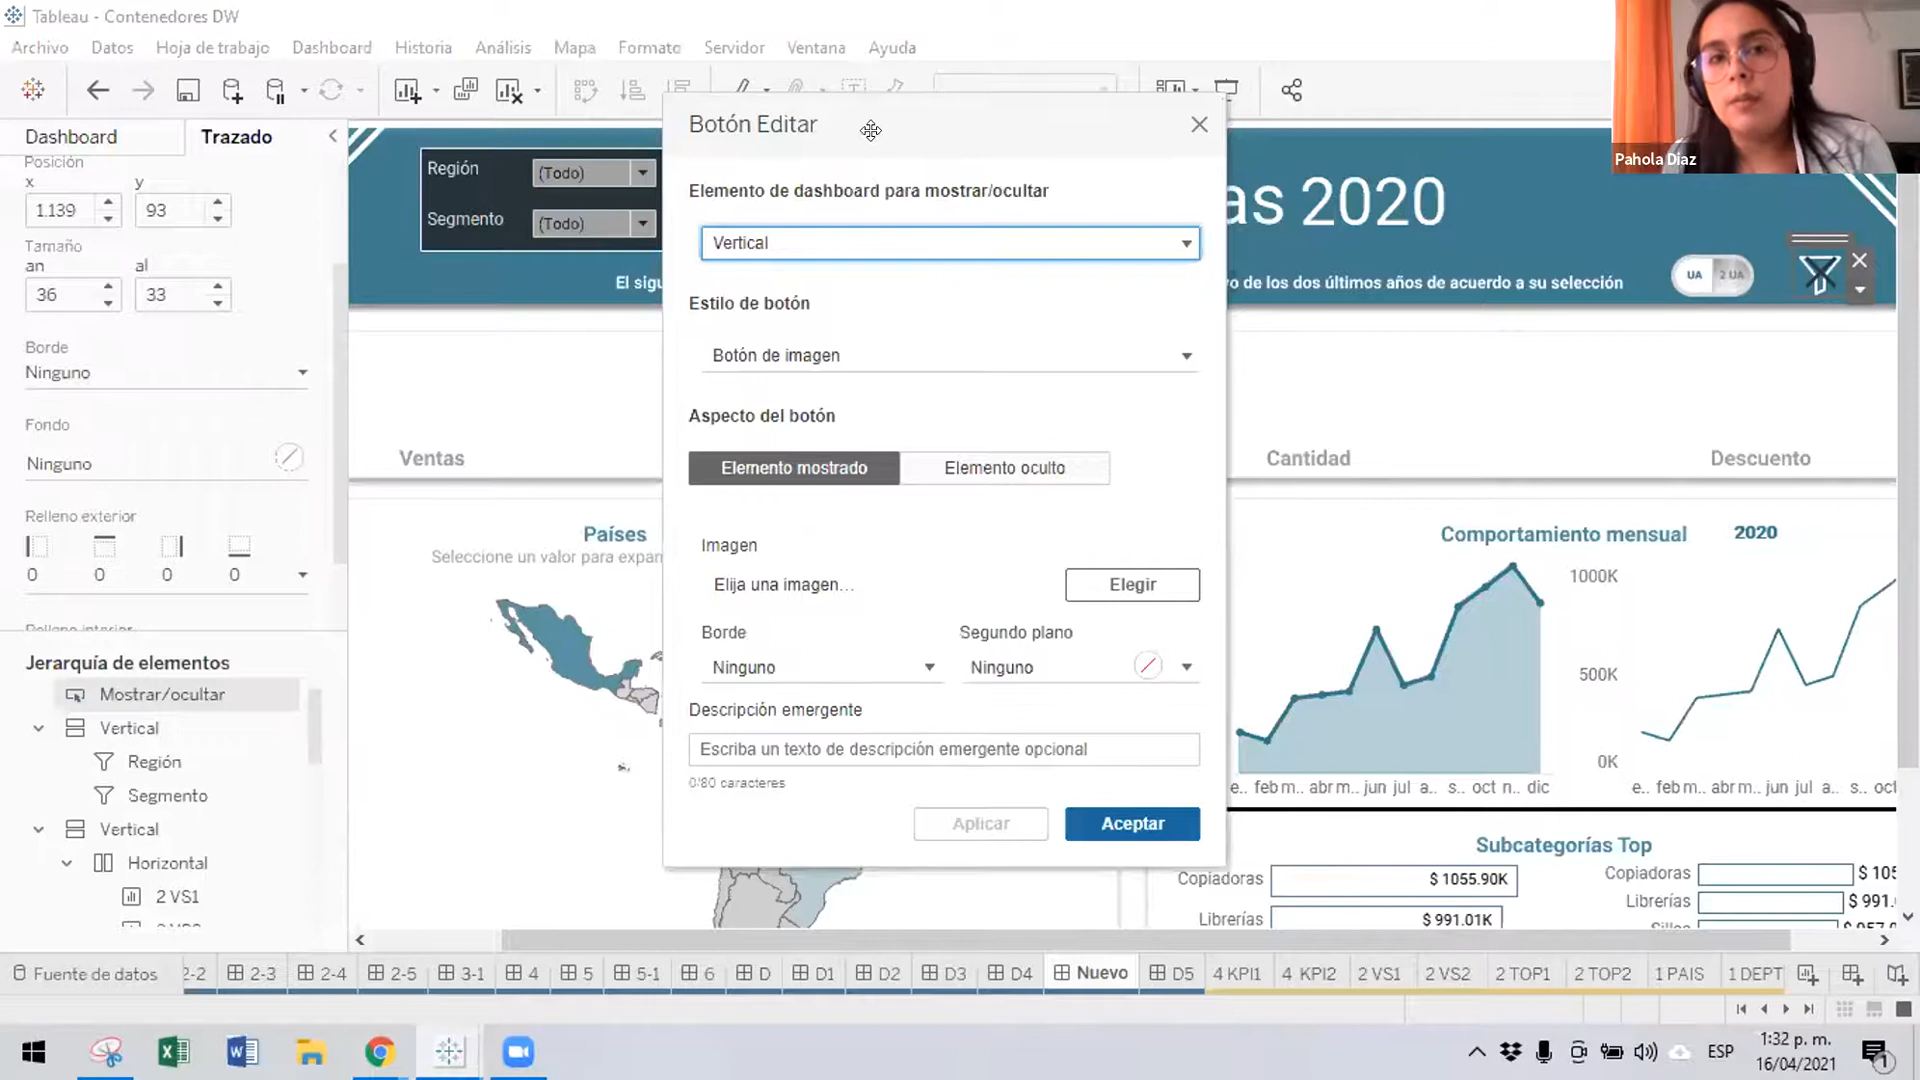 Tableau - Contenedores DW
Archivo Datos Hoja de trabajo Dashboard Historia Análisis Mapa Formato Servidor Ventana Ayuda
Pahola Diaz
Dashboard Trazado
Posición
x y
1.139 93
Tamaño
an al
36 33
Borde
Ninguno
Fondo
Ninguno
Relleno exterior
0 0 0 0
Relleno interior
Jerarquía de elementos
Mostrar/ocultar
Vertical
Región
Segmento
Vertical
Horizontal
2 VS1
Región (Todo)
Segmento (Todo)
as 2020
El sigu
o de los dos últimos años de acuerdo a su selección
UA 2 UA
Ventas
Cantidad
Descuento
Países
Seleccione un valor para expan
Botón Editar
Elemento de dashboard para mostrar/ocultar
Vertical
Estilo de botón
Botón de imagen
Aspecto del botón
Elemento mostrado Elemento oculto
Imagen
Elija una imagen... Elegir
Borde Segundo plano
Ninguno Ninguno
Descripción emergente
Escriba un texto de descripción emergente opcional
0/80 caracteres
Aplicar Aceptar
Comportamiento mensual 2020
1000K
500K
0K
e.. feb m.. abr m... jun jul a.. s.. oct n.. dic
e.. feb m.. abr m... jun jul a.. s.. oct
Subcategorías Top
Copiadoras $ 1055.90K
Librerías $ 991.01K
Copiadoras $ 105
Librerías $ 991.
Fuente de datos 2-2 2-3 2-4 2-5 3-1 4 5 5-1 6 D D1 D2 D3 D4 Nuevo D5 4 KPI1 4 KPI2 2 VS1 2 VS2 2 TOP1 2 TOP2 1 PAIS 1 DEPT
ESP
1:32 p. m.
16/04/2021
1